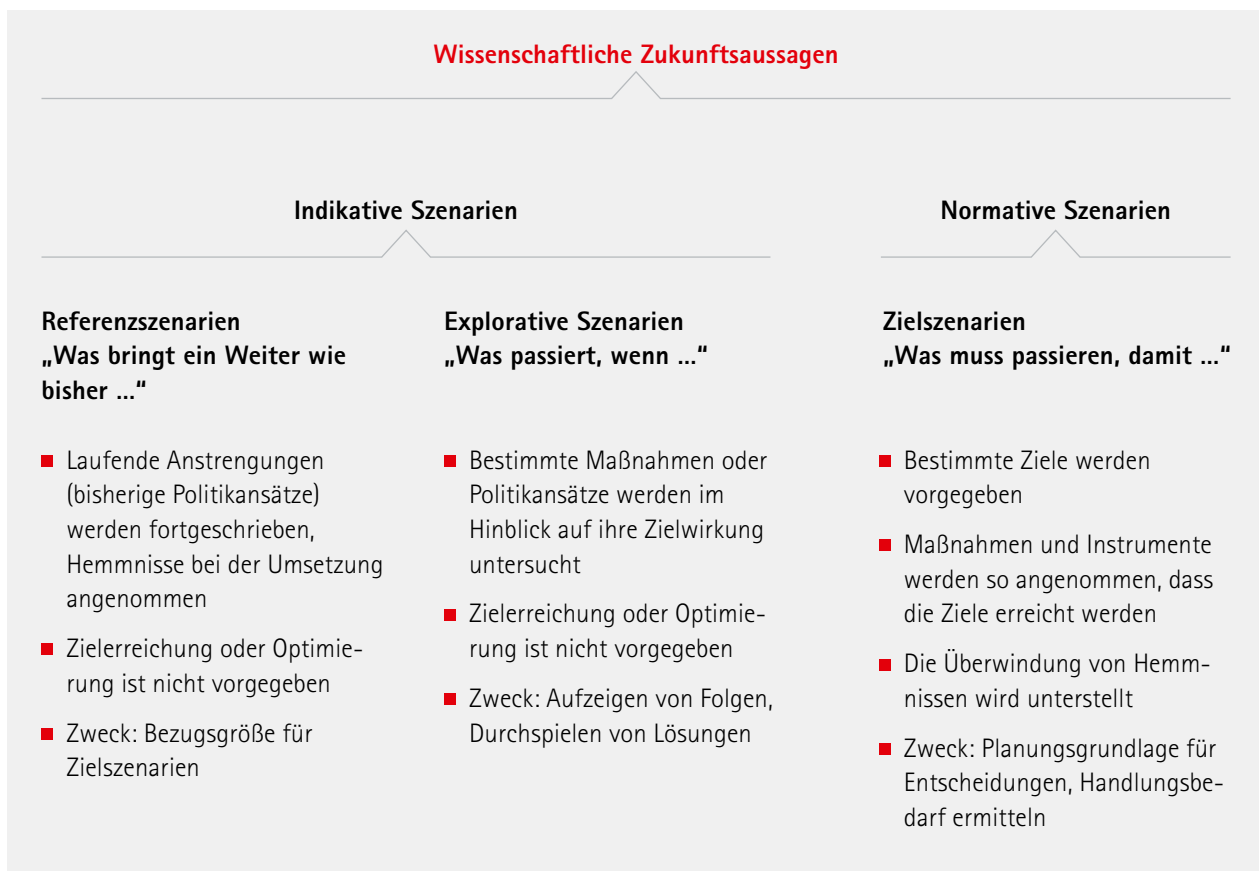 Wissenschaftliche Zukunftsaussagen
Indikative Szenarien
Normative Szenarien
Referenzszenarien
„Was bringt ein Weiter wie
bisher ...“
Laufende Anstrengungen
(bisherige Politikansätze)
werden fortgeschrieben,
Hemmnisse bei der Umsetzung
angenommen
Zielerreichung oder Optimie-
rung ist nicht vorgegeben
Zweck: Bezugsgröße für
Zielszenarien
Explorative Szenarien
„Was passiert, wenn ...“
Bestimmte Maßnahmen oder
Politikansätze werden im
Hinblick auf ihre Zielwirkung
untersucht
Zielerreichung oder Optimie-
rung ist nicht vorgegeben
Zweck: Aufzeigen von Folgen,
Durchspielen von Lösungen
Zielszenarien
„Was muss passieren, damit ...“
Bestimmte Ziele werden
vorgegeben
Maßnahmen und Instrumente
werden so angenommen, dass
die Ziele erreicht werden
Die Überwindung von Hemm-
nissen wird unterstellt
Zweck: Planungsgrundlage für
Entscheidungen, Handlungsbe-
darf ermitteln